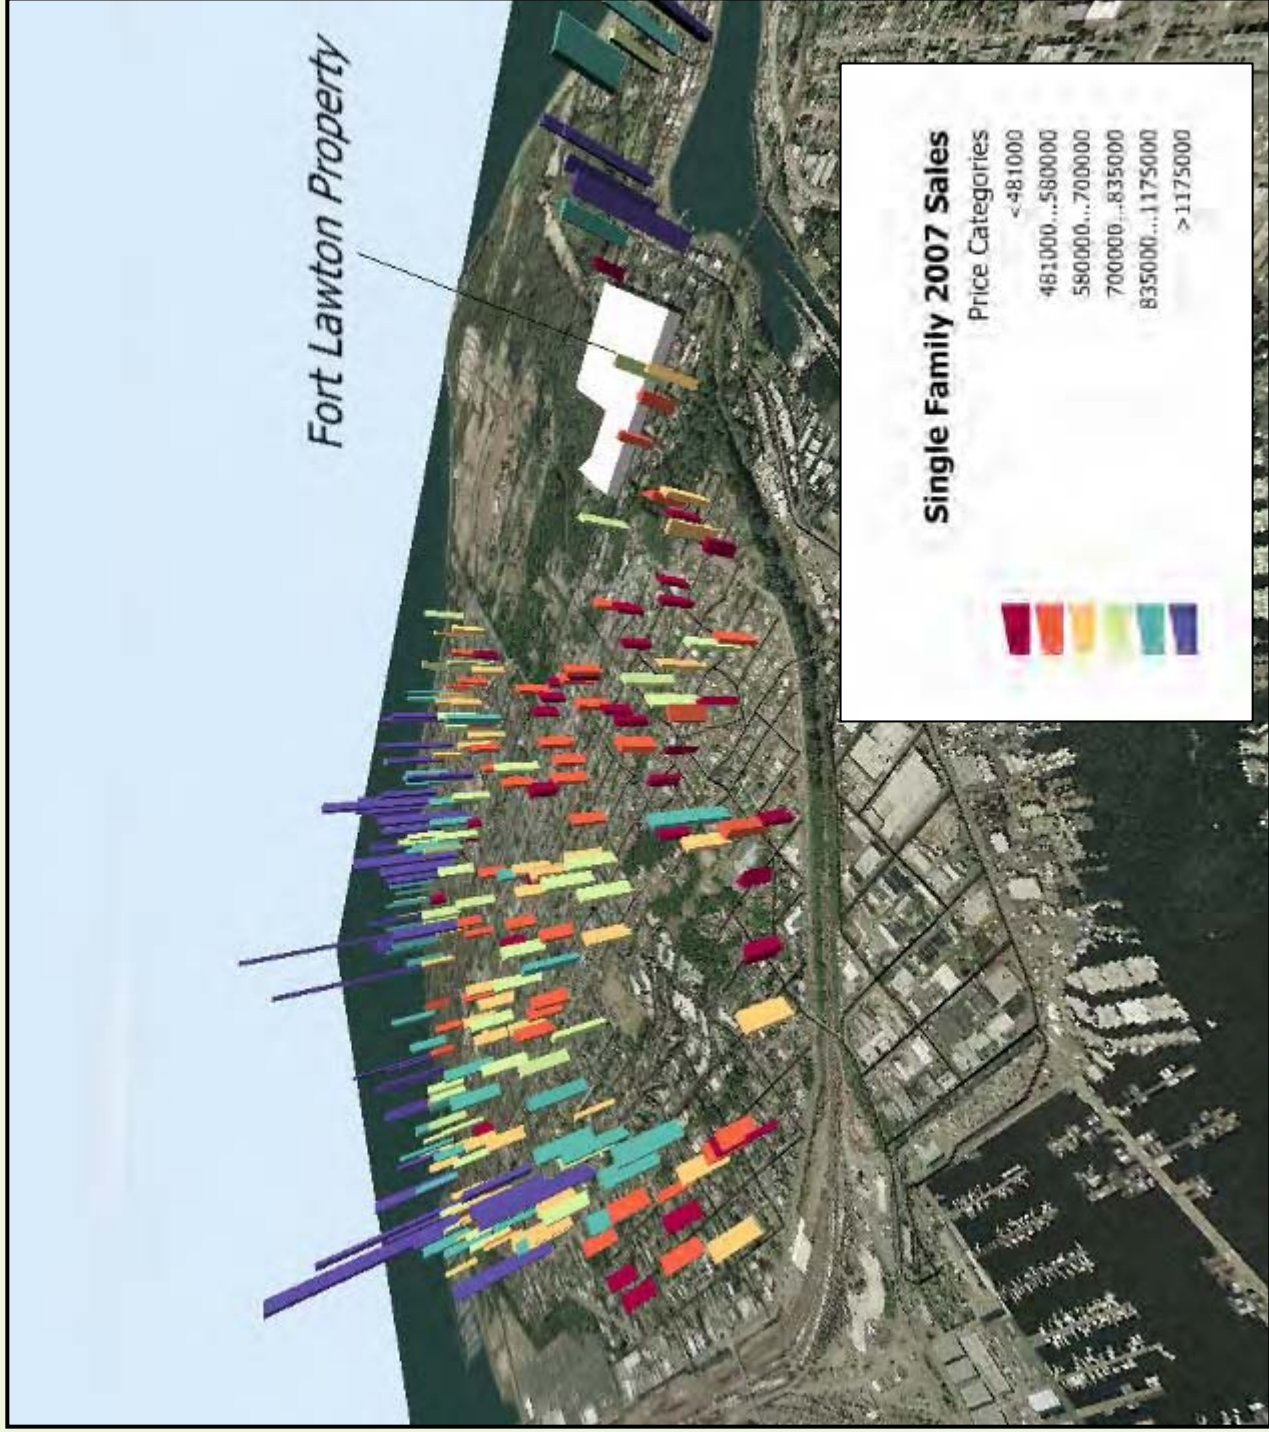 Fort Lawton Property
Single Family 2007 Sales
Price Categories
<481000
481000...580000
580000...700000
700000...835000
835000...1175000
>1175000